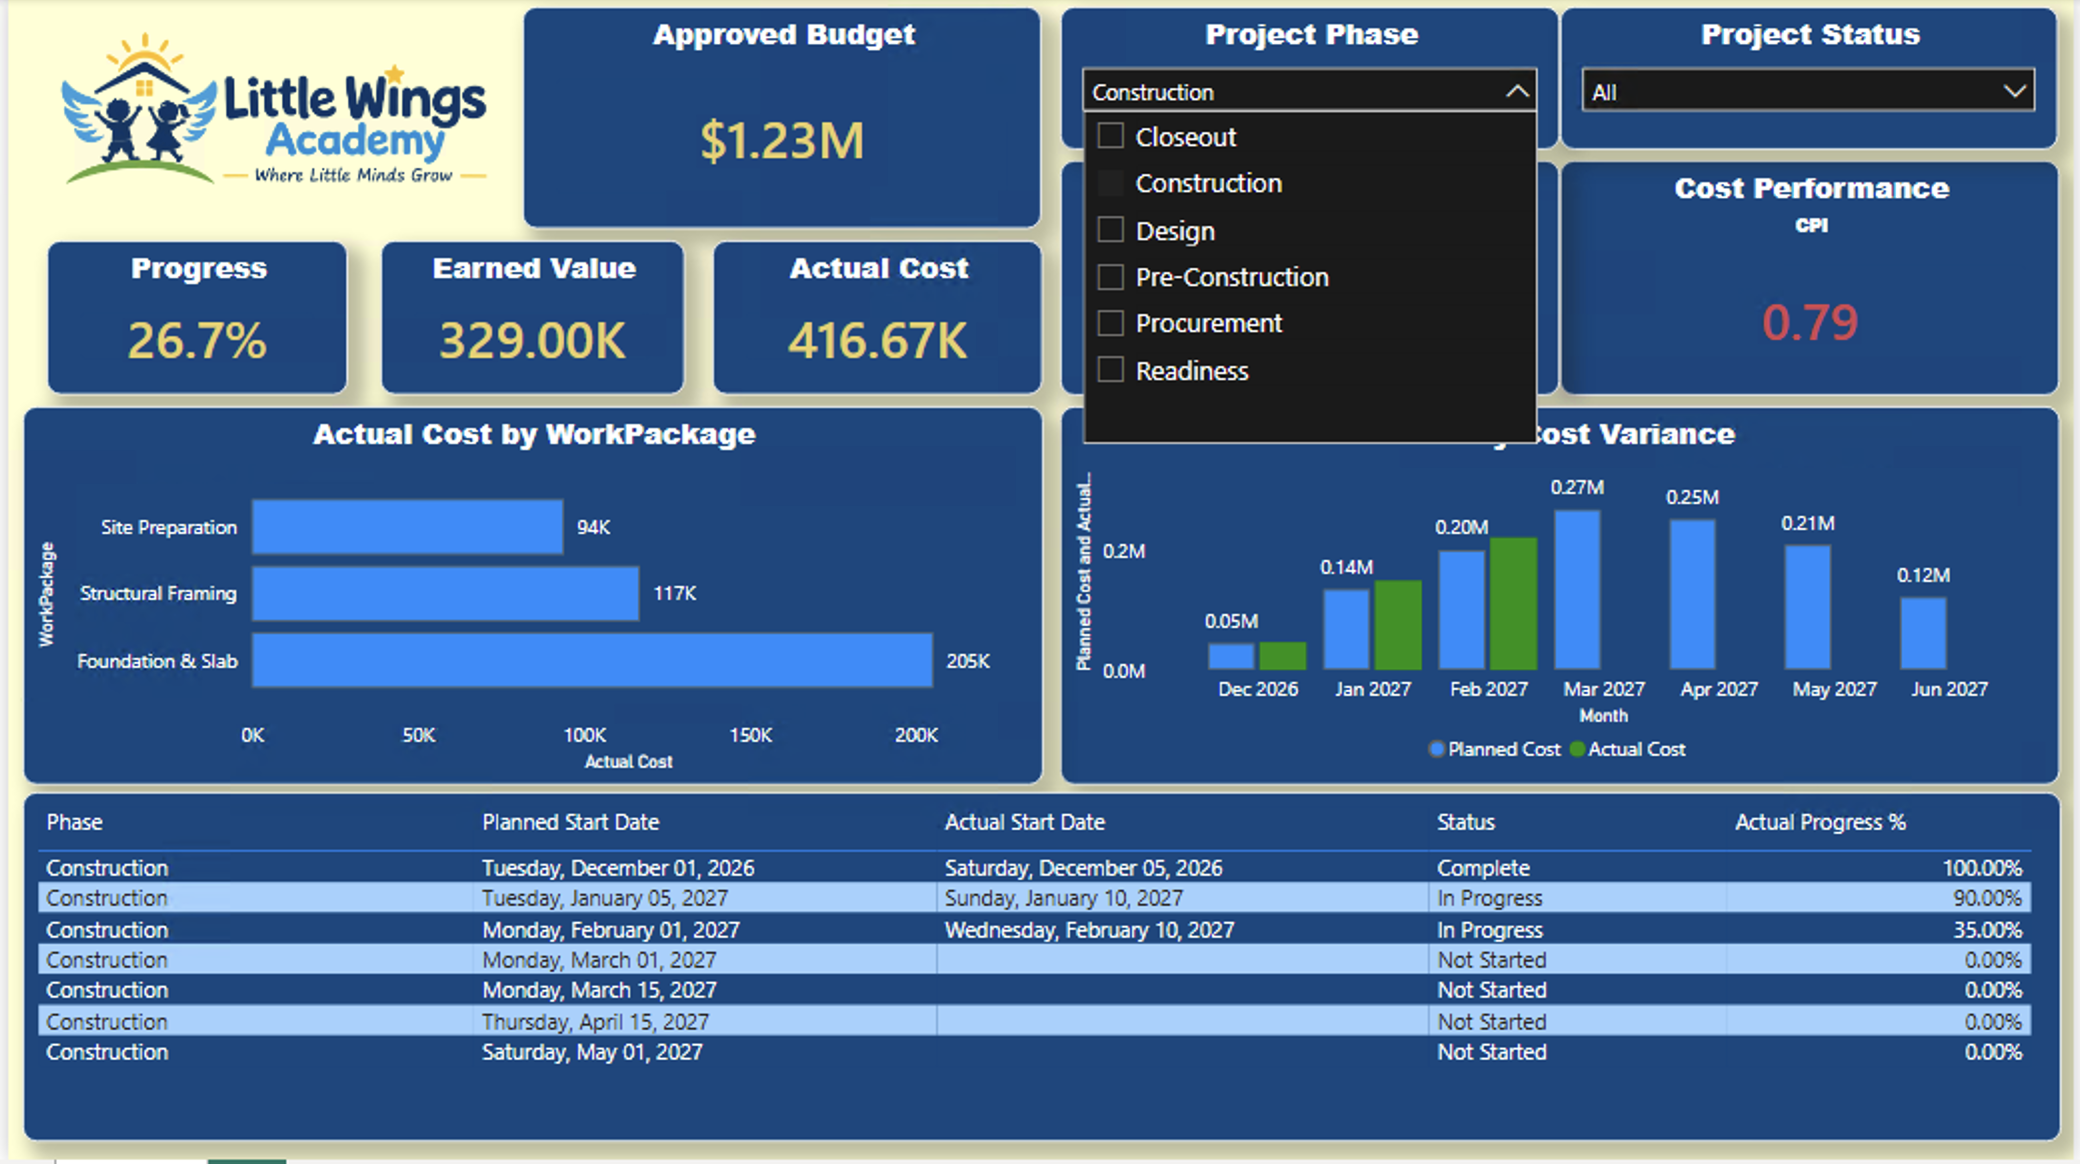 Little Wings
Academy
Where Little Minds Grow
Approved Budget
$1.23M
Project Phase
Construction
Closeout
Construction
Design
Pre-Construction
Procurement
Readiness
Project Status
All
Cost Performance
CPI
0.79
Progress
26.7%
Earned Value
329.00K
Actual Cost
416.67K
Actual Cost by WorkPackage
WorkPackage
Site Preparation
94K
Structural Framing
117K
Foundation & Slab
205K
0K 50K 100K 150K 200K
Actual Cost
Cost Variance
Planned Cost and Actual...
0.2M
0.0M
0.05M
0.14M
0.20M
0.27M
0.25M
0.21M
0.12M
Dec 2026 Jan 2027 Feb 2027 Mar 2027 Apr 2027 May 2027 Jun 2027
Month
Planned Cost Actual Cost
Phase Planned Start Date Actual Start Date Status Actual Progress %
Construction Tuesday, December 01, 2026 Saturday, December 05, 2026 Complete 100.00%
Construction Tuesday, January 05, 2027 Sunday, January 10, 2027 In Progress 90.00%
Construction Monday, February 01, 2027 Wednesday, February 10, 2027 In Progress 35.00%
Construction Monday, March 01, 2027 Not Started 0.00%
Construction Monday, March 15, 2027 Not Started 0.00%
Construction Thursday, April 15, 2027 Not Started 0.00%
Construction Saturday, May 01, 2027 Not Started 0.00%